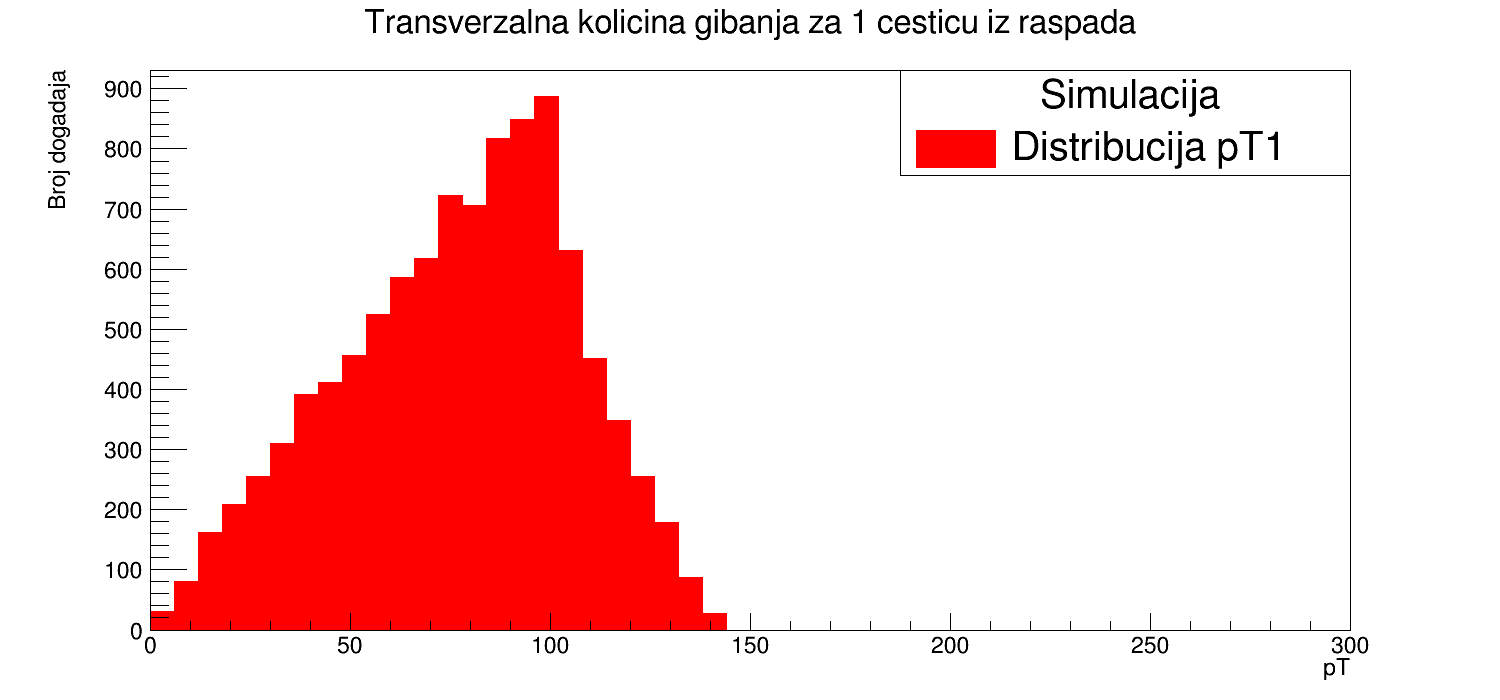 Transverzalna kolicina gibanja za 1 cesticu iz raspada
Broj dogadaja
Simulacija
Distribucija pT1
900
800
700
600
500
400
300
200
100
0
0 50 100 150 200 250 300
pT